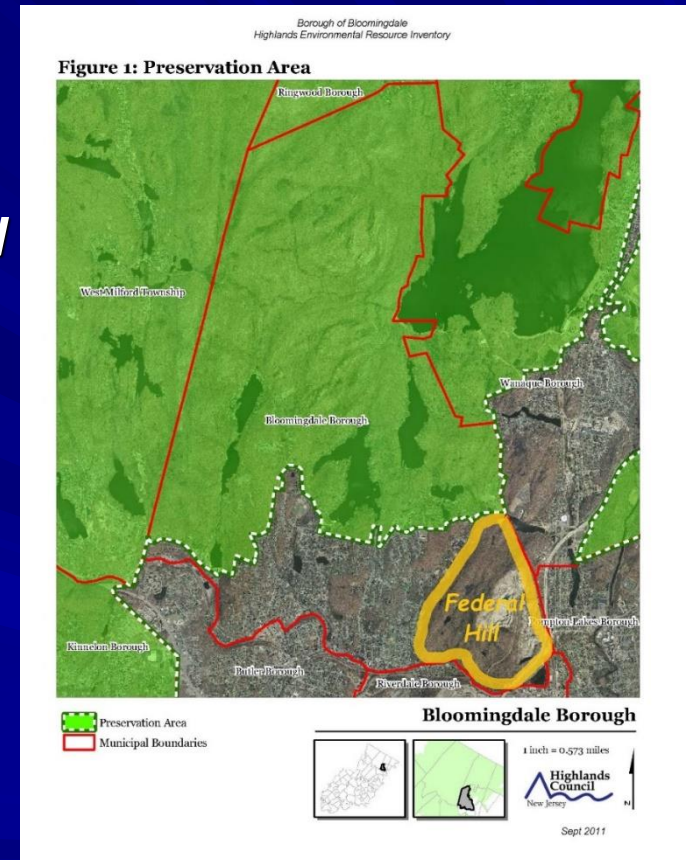 Borough of Bloomingdale
Highlands Environmental Resource Inventory
Figure 1: Preservation Area
Ringwood Borough
West Milford Township
Wanaque Borough
Bloomingdale Borough
Federal
Hill
Pompton Lakes Borough
Kinnelon Borough
Butler Borough
Riverdale Borough
Preservation Area
Municipal Boundaries
Bloomingdale Borough
1 inch = 0.573 miles
Highlands
Council
New Jersey
N
Sept 2011